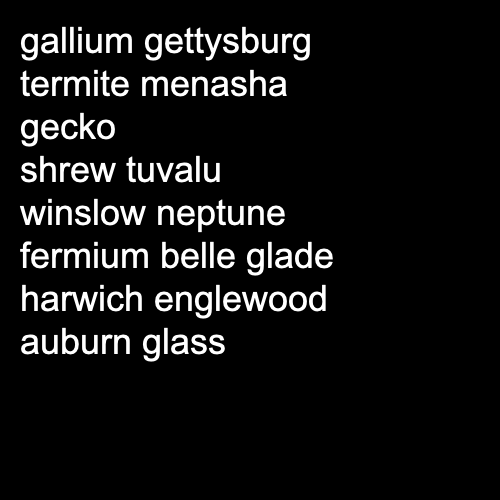 gallium gettysburg
termite menasha
gecko
shrew tuvalu
winslow neptune
fermium belle glade
harwich englewood
auburn glass